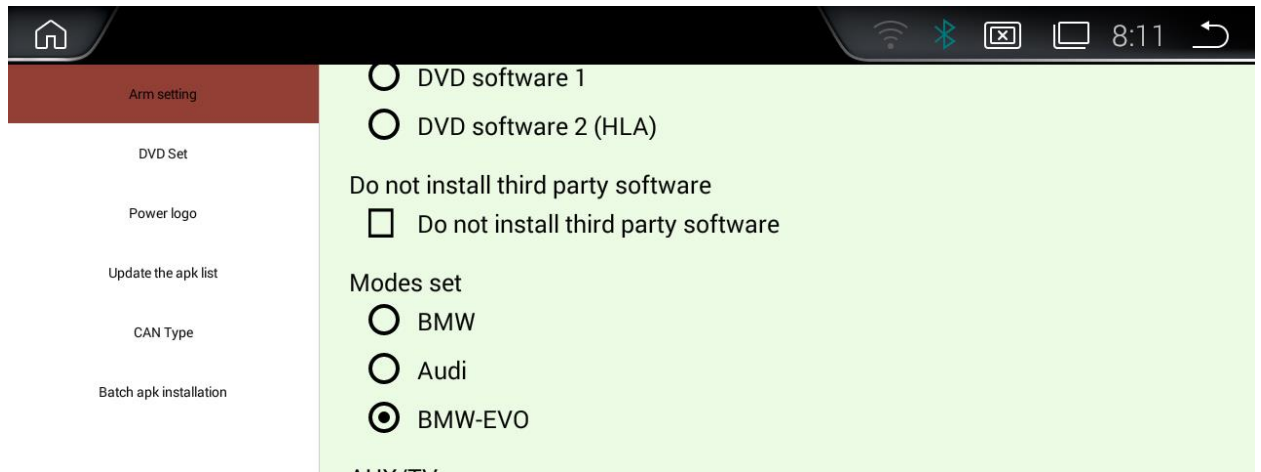 8:11
Arm setting
DVD Set
Power logo
Update the apk list
CAN Type
Batch apk installation
DVD software 1
DVD software 2 (HLA)
Do not install third party software
Do not install third party software
Modes set
BMW
Audi
BMW-EVO
AUX/TV